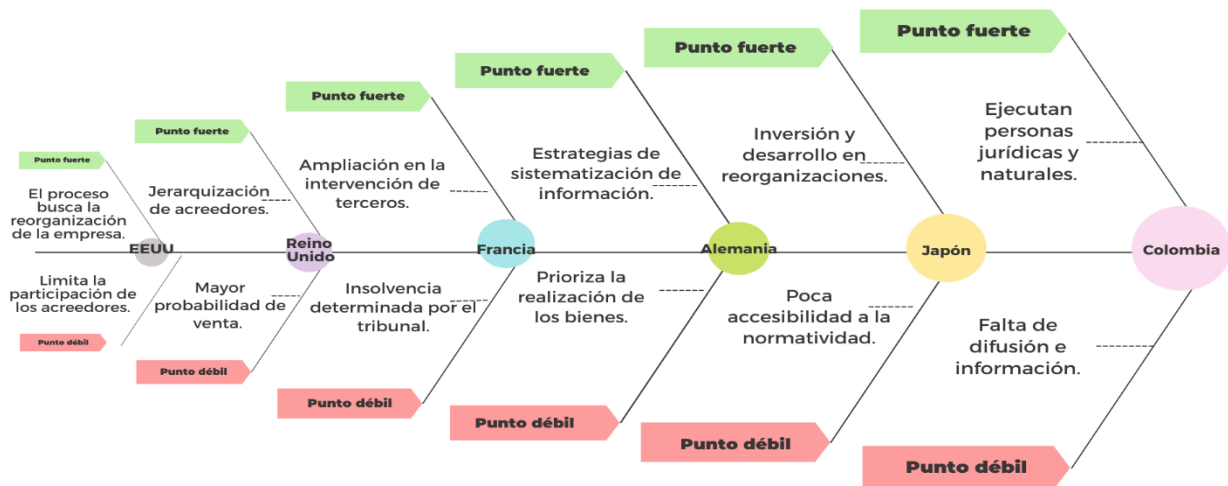 Punto fuerte
El proceso
busca la
reorganización
de la empresa.
EEUU
Limita la
participación de
los acreedores.
Punto débil
Punto fuerte
Jerarquización
de acreedores.
Reino
Unido
Mayor
probabilidad de
venta.
Punto débil
Punto fuerte
Ampliación en la
intervención de
terceros.
Francia
Insolvencia
determinada por el
tribunal.
Punto débil
Punto fuerte
Estrategias de
sistematización de
información.
Alemania
Prioriza la
realización de
los bienes.
Punto débil
Punto fuerte
Inversión y
desarrollo en
reorganizaciones.
Japón
Poca
accesibilidad a la
normatividad.
Punto débil
Punto fuerte
Ejecutan
personas
jurídicas y
naturales.
Colombia
Falta de
difusión e
información.
Punto débil